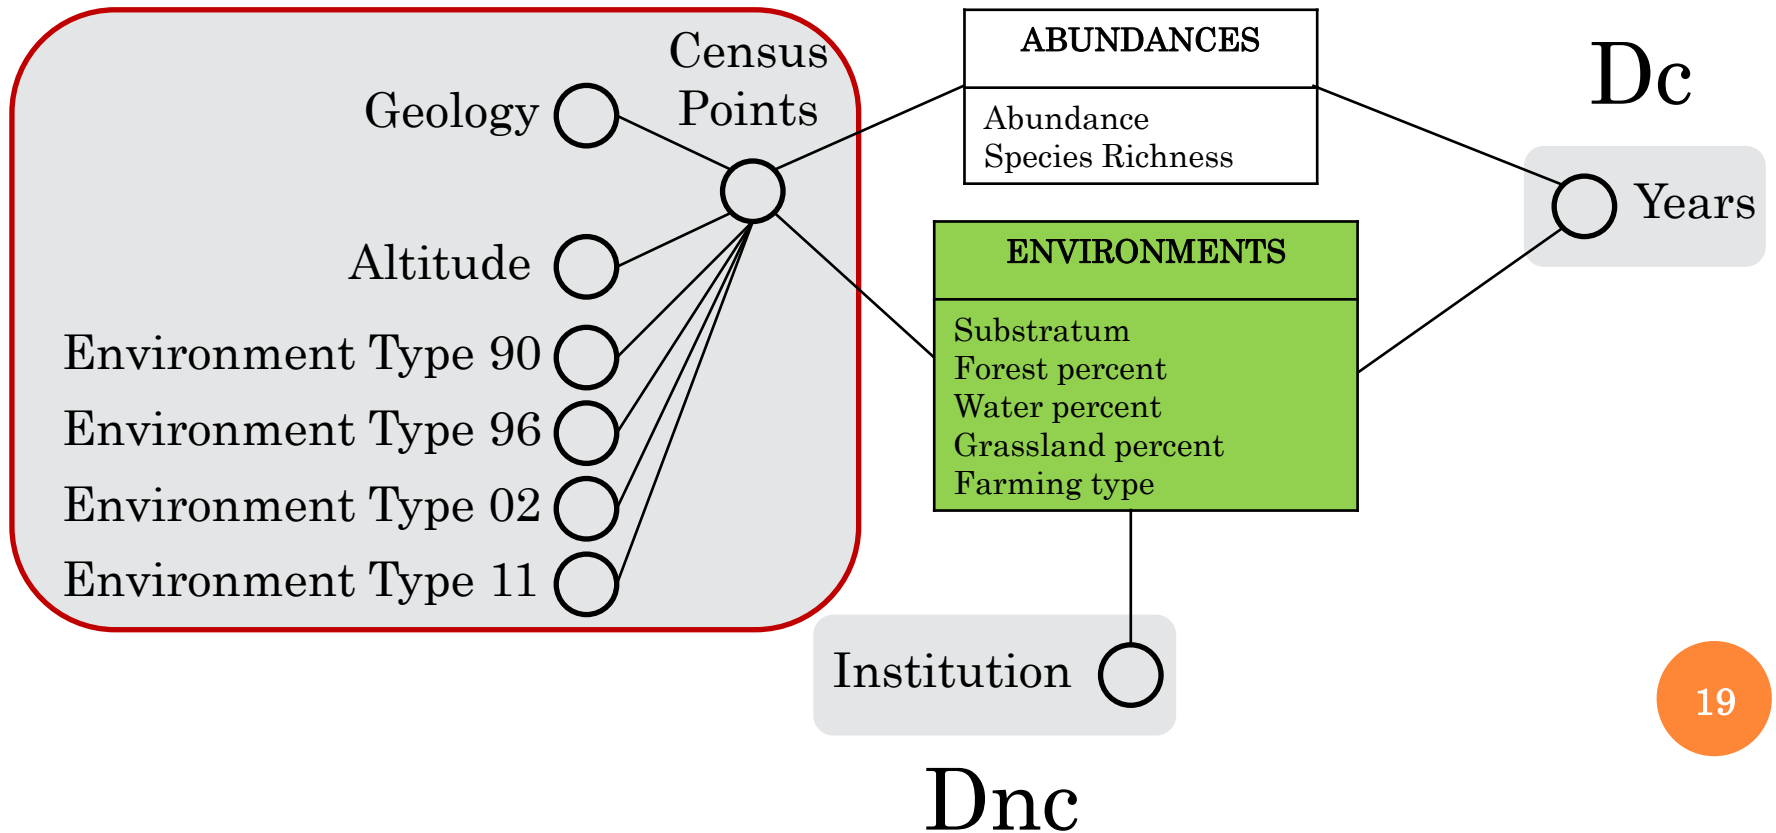 Census
Points
Geology
Altitude
Environment Type 90
Environment Type 96
Environment Type 02
Environment Type 11
ABUNDANCES
Abundance
Species Richness
Dc
Years
ENVIRONMENTS
Substratum
Forest percent
Water percent
Grassland percent
Farming type
Institution
Dnc
19